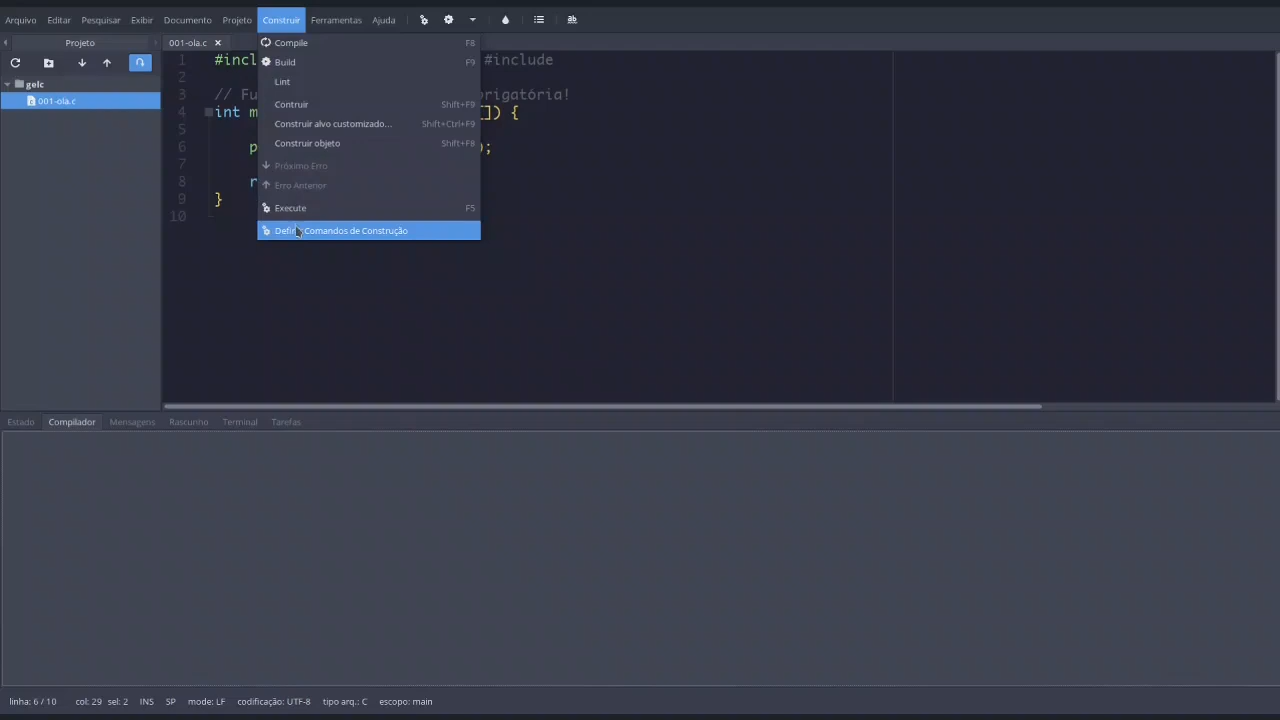 Arquivo Editar Pesquisar Exibir Documento Projeto Construir Ferramentas Ajuda
Projeto
001-ola.c
gelc
001-ola.c
Compile F8
Build F9
Lint
Contruir Shift+F9
Construir alvo customizado... Shift+Ctrl+F9
Construir objeto Shift+F8
Próximo Erro
Erro Anterior
Execute F5
Comandos de Construção
1 #incl #include
2
3 // Fu rigatória!
4 int m []) {
5
6 p ;
7
8 r
9 }
10
Estado Compilador Mensagens Rascunho Terminal Tarefas
linha: 6 / 10 col: 29 sel: 2 INS SP mode: LF codificação: UTF-8 tipo arq.: C escopo: main